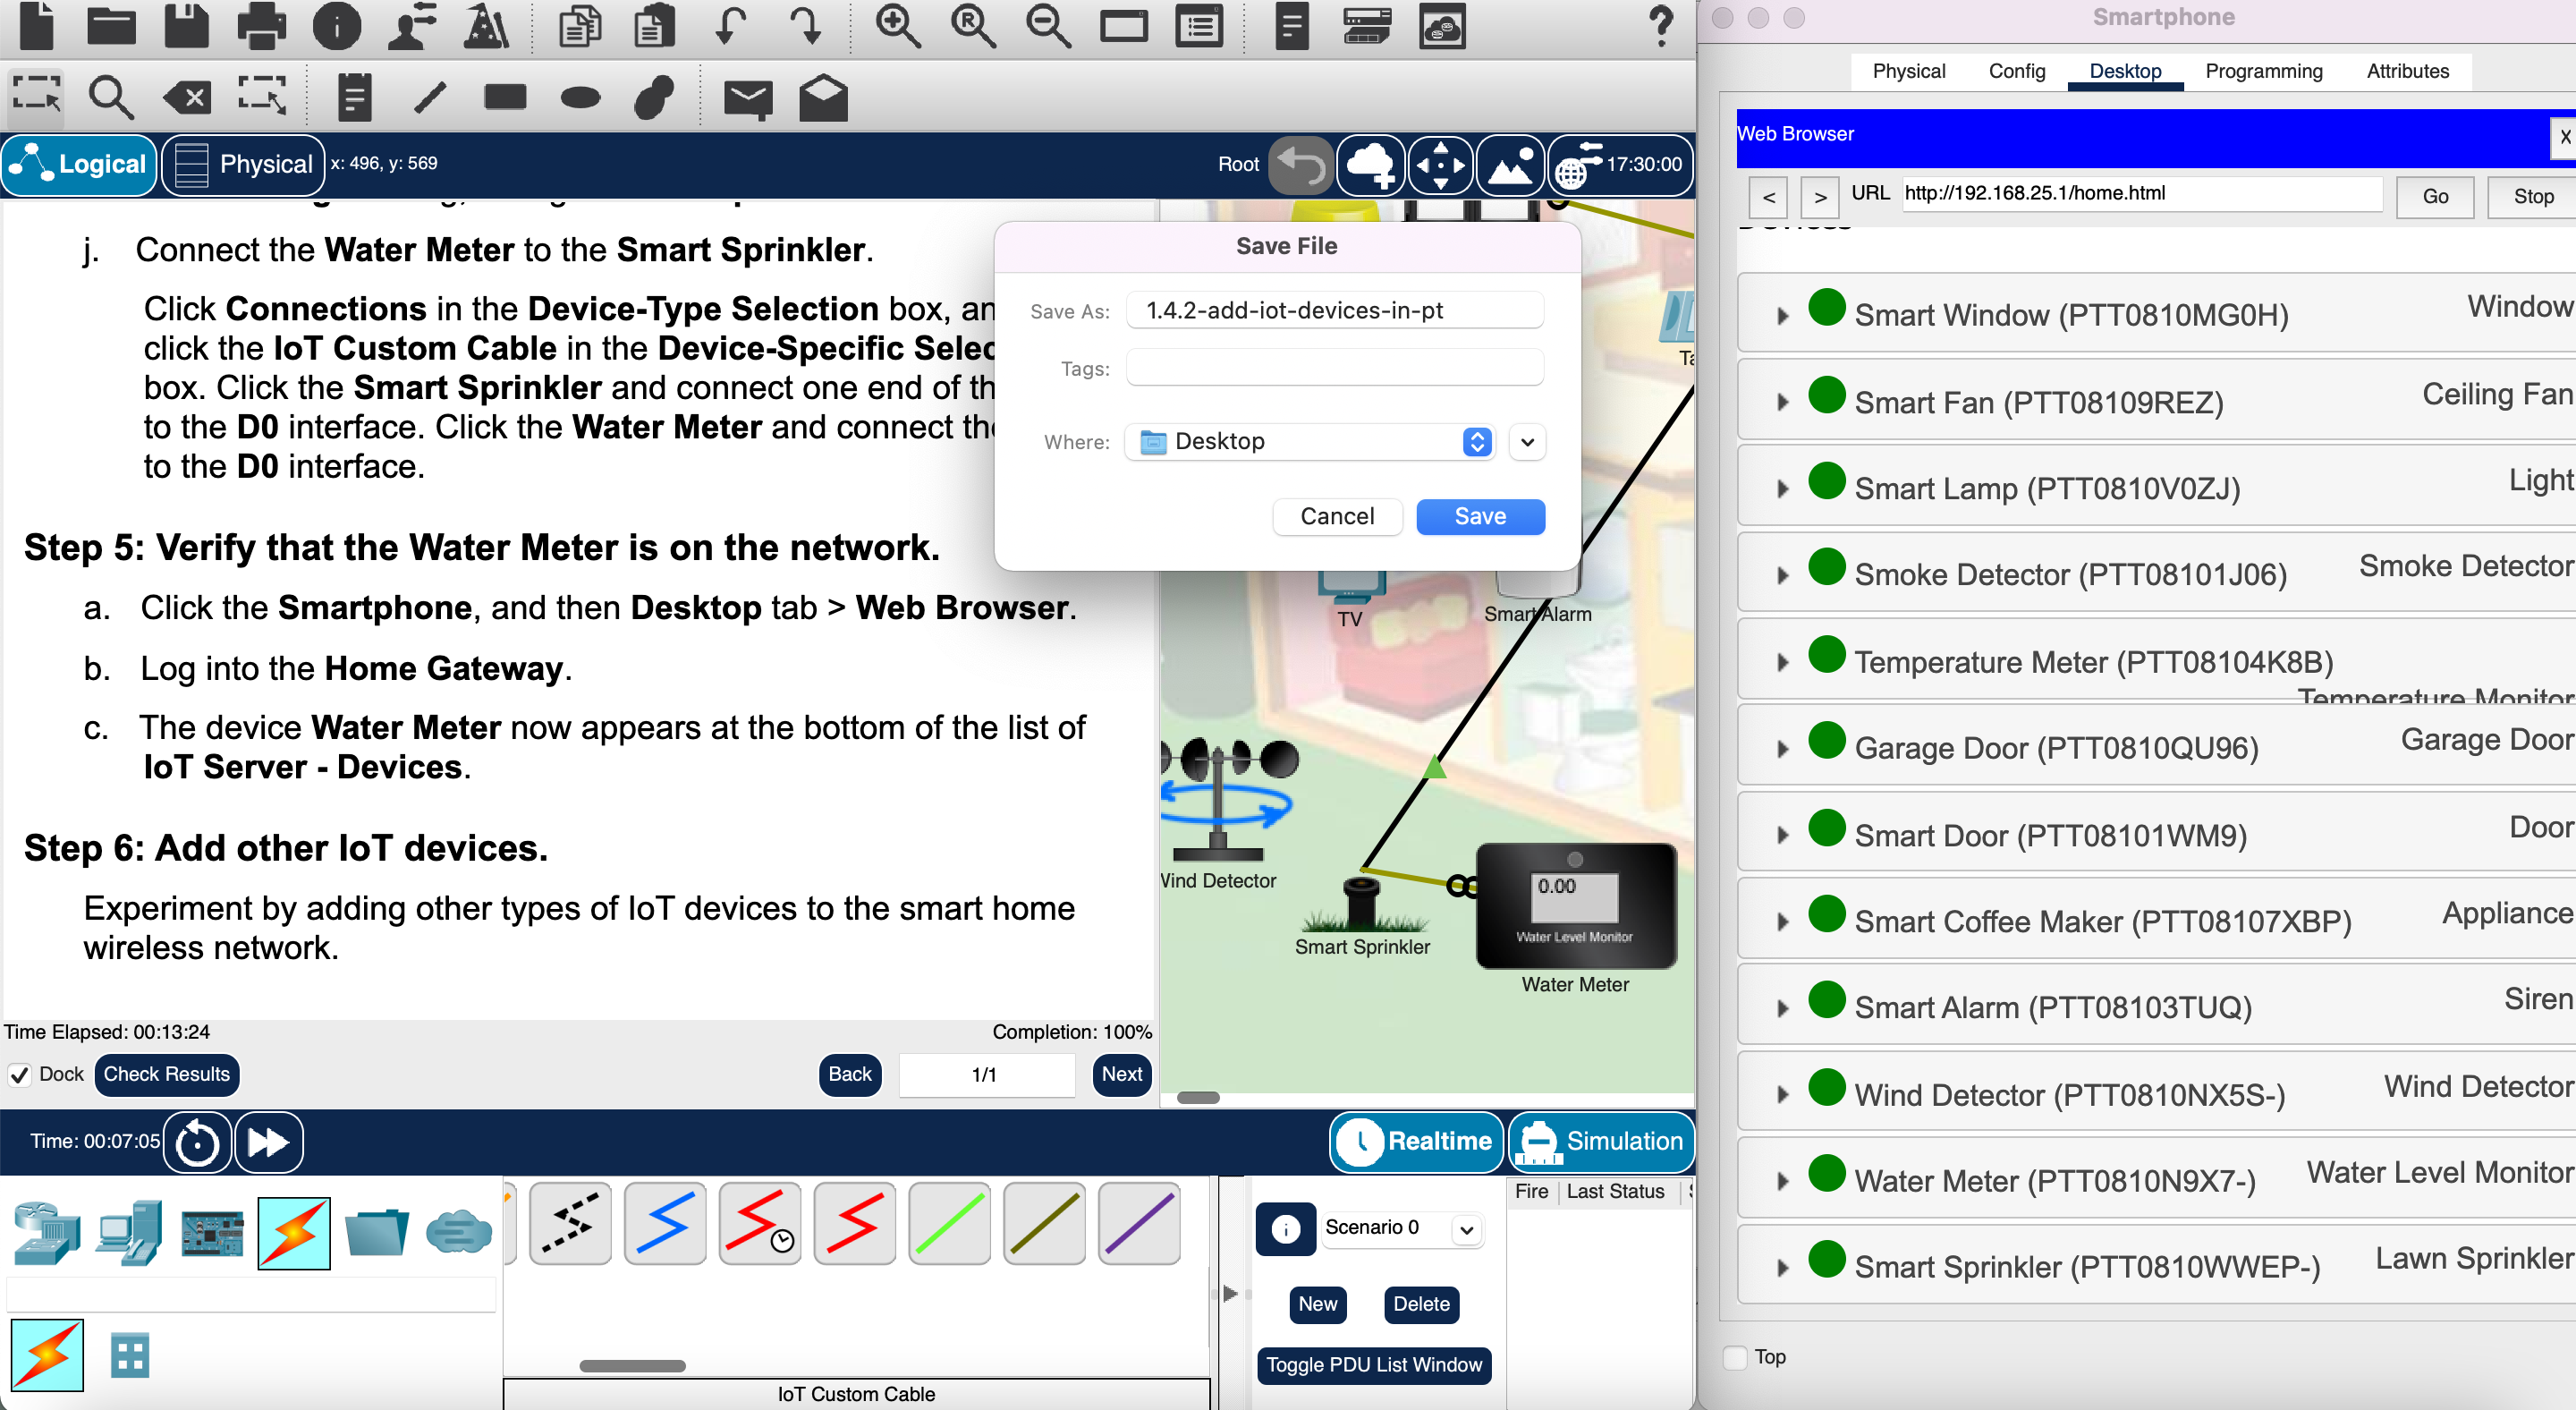 Logical
Physical
x: 496, y: 569
Root
17:30:00
j. Connect the Water Meter to the Smart Sprinkler.
Click Connections in the Device-Type Selection box, an
click the IoT Custom Cable in the Device-Specific Selec
box. Click the Smart Sprinkler and connect one end of th
to the D0 interface. Click the Water Meter and connect th
to the D0 interface.
Step 5: Verify that the Water Meter is on the network.
a. Click the Smartphone, and then Desktop tab > Web Browser.
b. Log into the Home Gateway.
c. The device Water Meter now appears at the bottom of the list of
IoT Server - Devices.
Step 6: Add other IoT devices.
Experiment by adding other types of IoT devices to the smart home
wireless network.
Time Elapsed: 00:13:24
Completion: 100%
Dock
Check Results
Back
1/1
Next
Save File
Save As: 1.4.2-add-iot-devices-in-pt
Tags:
Where: Desktop
Cancel
Save
TV
Smart Alarm
Wind Detector
Smart Sprinkler
0.00
Water Level Monitor
Water Meter
Time: 00:07:05
Realtime
Simulation
IoT Custom Cable
Scenario 0
New
Delete
Toggle PDU List Window
Fire
Last Status
Smartphone
Physical
Config
Desktop
Programming
Attributes
Web Browser
X
<
>
URL
http://192.168.25.1/home.html
Go
Stop
Smart Window (PTT0810MG0H)
Window
Smart Fan (PTT08109REZ)
Ceiling Fan
Smart Lamp (PTT0810V0ZJ)
Light
Smoke Detector (PTT08101J06)
Smoke Detector
Temperature Meter (PTT08104K8B)
Temperature Monitor
Garage Door (PTT0810QU96)
Garage Door
Smart Door (PTT08101WM9)
Door
Smart Coffee Maker (PTT08107XBP)
Appliance
Smart Alarm (PTT08103TUQ)
Siren
Wind Detector (PTT0810NX5S-)
Wind Detector
Water Meter (PTT0810N9X7-)
Water Level Monitor
Smart Sprinkler (PTT0810WWEP-)
Lawn Sprinkler
Top